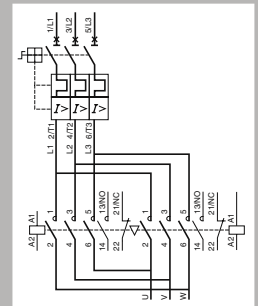 1/L1 3/L2 5/L3
I> I> I>
L1 2/T1 L2 4/T2 L3 6/T3
A1 1 3 5 13/NO 21/NC 13/NO 21/NC 1 3 5 A1
A2 2 4 6 14 22 22 14 2 4 6 A2
U V W